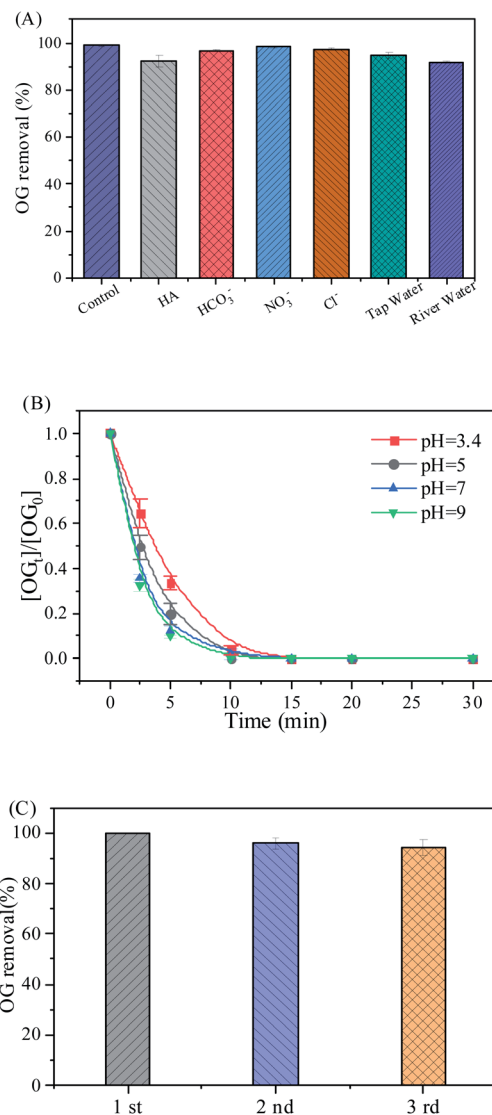 (A)
OG removal (%)
100
80
60
40
20
0
Control
HA
HCO₃⁻
NO₃⁻
Cl⁻
Tap Water
River Water
(B)
[OGₜ]/[OG₀]
1.0
0.8
0.6
0.4
0.2
0.0
pH=3.4
pH=5
pH=7
pH=9
0 5 10 15 20 25 30
Time (min)
(C)
OG removal(%)
100
80
60
40
20
0
1 st 2 nd 3 rd